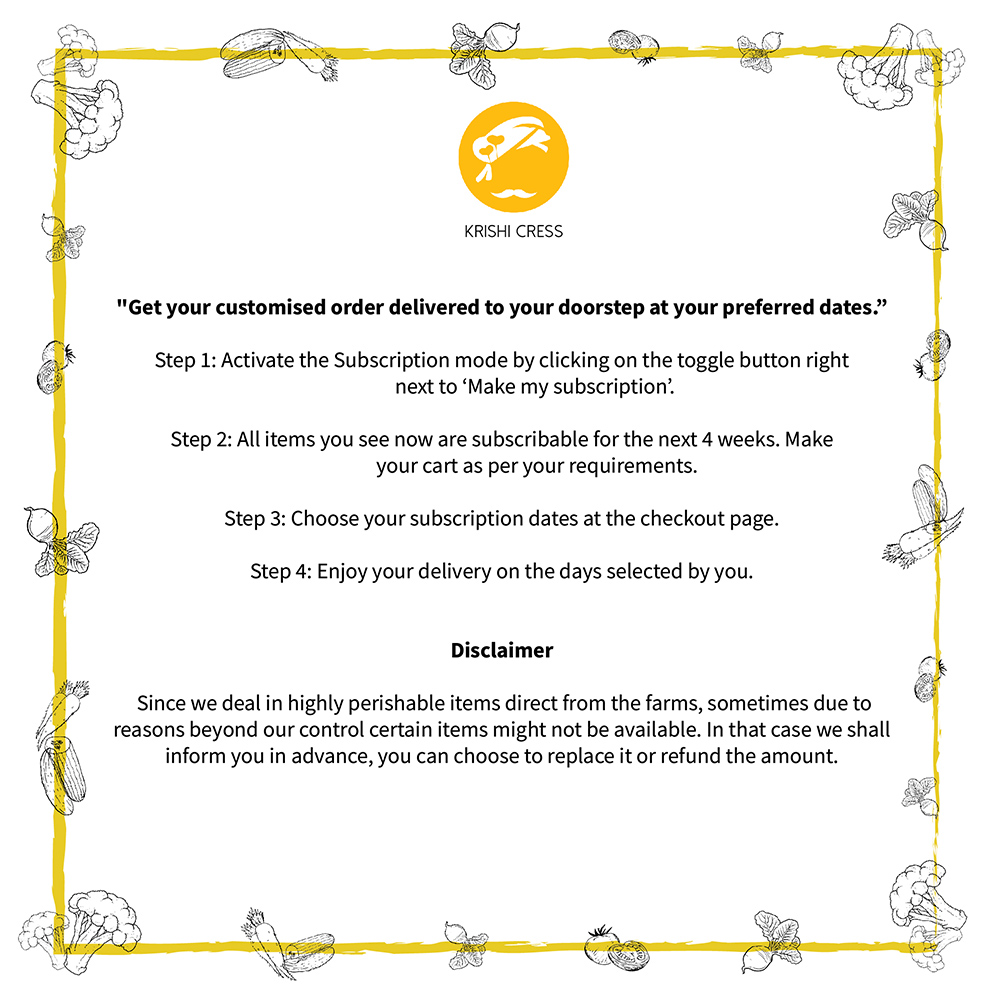 KRISHI CRESS
"Get your customised order delivered to your doorstep at your preferred dates.”
Step 1: Activate the Subscription mode by clicking on the toggle button right
next to ‘Make my subscription’.
Step 2: All items you see now are subscribable for the next 4 weeks. Make
your cart as per your requirements.
Step 3: Choose your subscription dates at the checkout page.
Step 4: Enjoy your delivery on the days selected by you.
Disclaimer
Since we deal in highly perishable items direct from the farms, sometimes due to
reasons beyond our control certain items might not be available. In that case we shall
inform you in advance, you can choose to replace it or refund the amount.